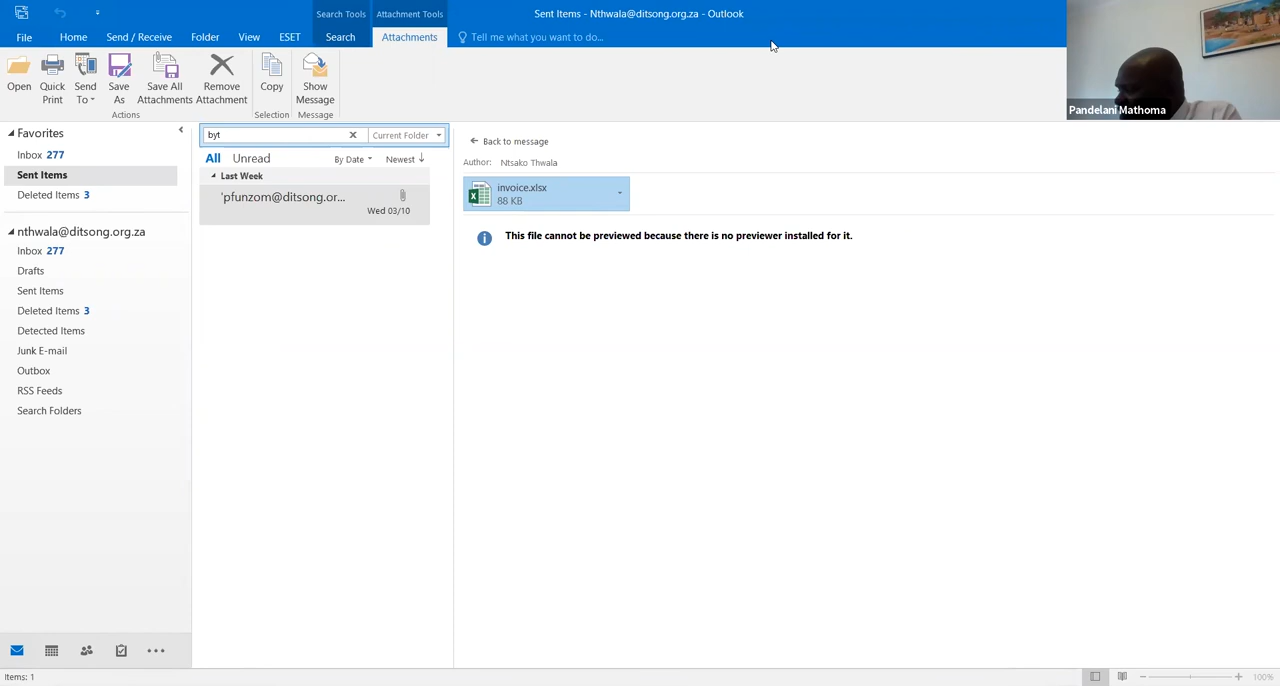 Search Tools
Attachment Tools
Sent Items - Nthwala@ditsong.org.za - Outlook
File
Home
Send / Receive
Folder
View
ESET
Search
Attachments
Tell me what you want to do...
Open
Quick Print
Send To
Save As
Save All Attachments
Remove Attachment
Copy
Show Message
Actions
Selection
Message
Pandelani Mathoma
Favorites
Inbox 277
Sent Items
Deleted Items 3
nthwala@ditsong.org.za
Inbox 277
Drafts
Sent Items
Deleted Items 3
Detected Items
Junk E-mail
Outbox
RSS Feeds
Search Folders
byt
Current Folder
All
Unread
By Date
Newest
Last Week
'pfunzom@ditsong.or...
Wed 03/10
Back to message
Author: Ntsako Thwala
invoice.xlsx
88 KB
This file cannot be previewed because there is no previewer installed for it.
Items: 1
100%